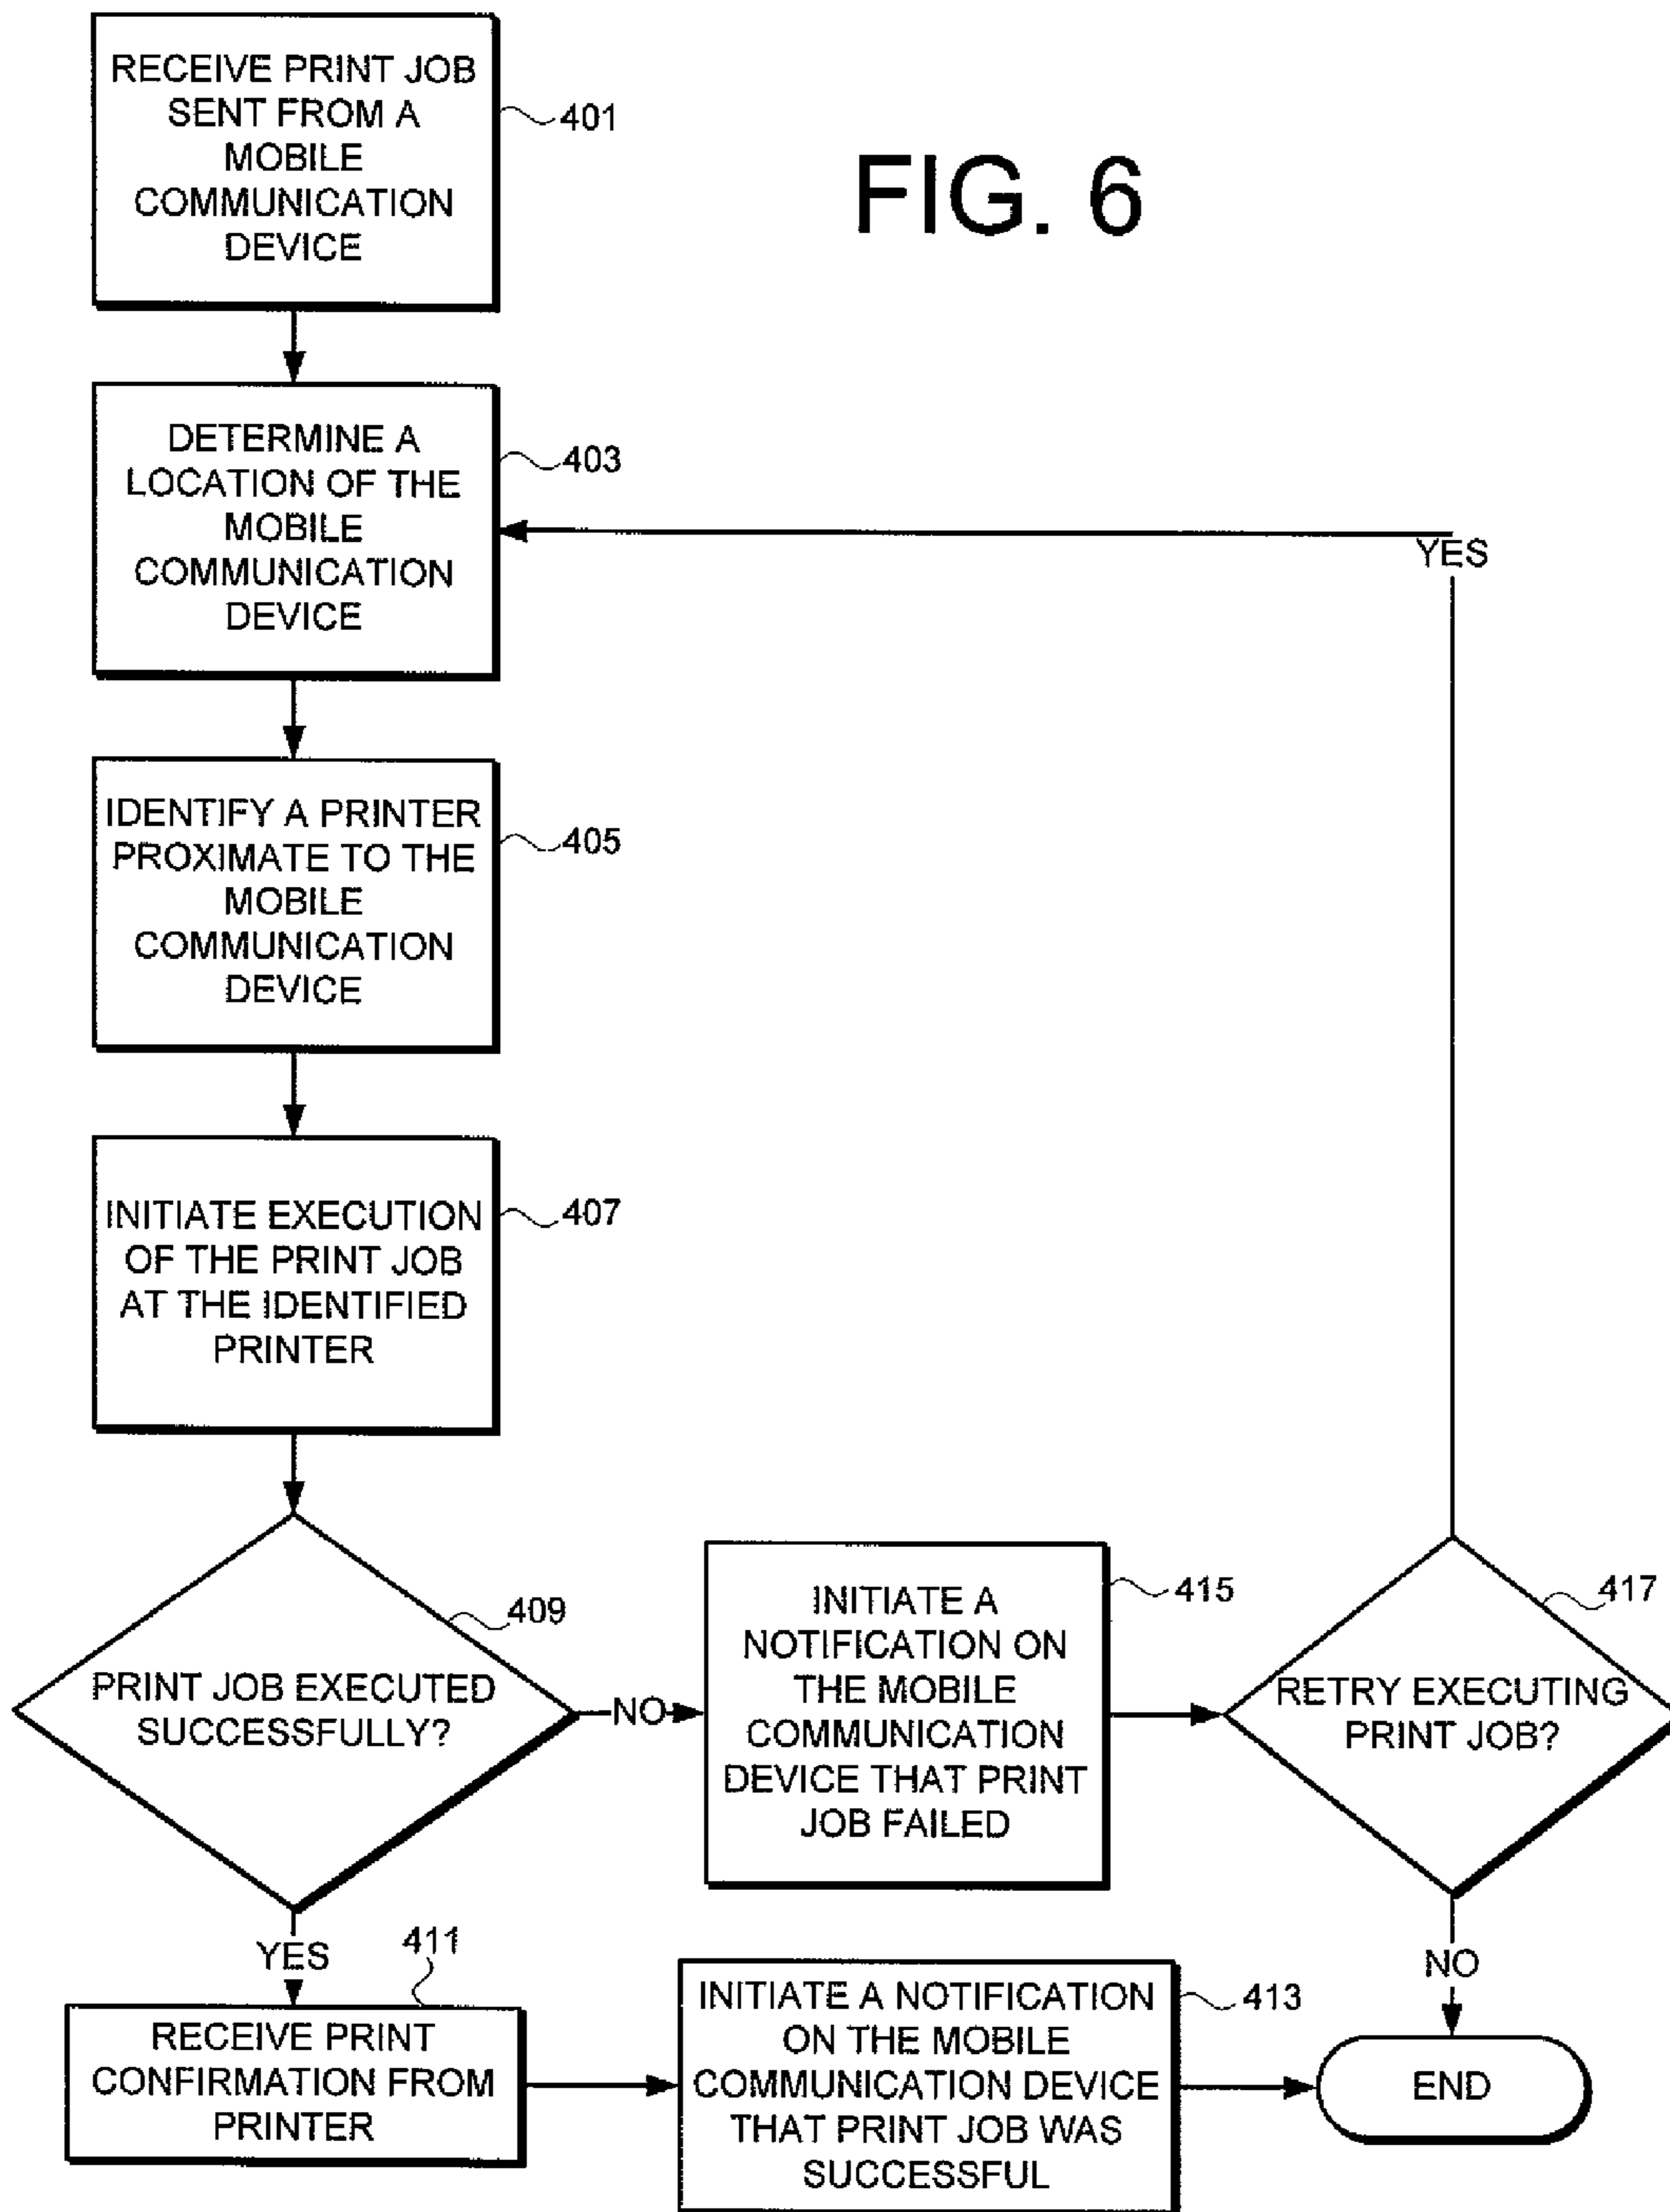 RECEIVE PRINT JOB
SENT FROM A
MOBILE
COMMUNICATION
DEVICE
401
FIG. 6
DETERMINE A
LOCATION OF THE
MOBILE
COMMUNICATION
DEVICE
403
YES
IDENTIFY A PRINTER
PROXIMATE TO THE
MOBILE
COMMUNICATION
DEVICE
405
INITIATE EXECUTION
OF THE PRINT JOB
AT THE IDENTIFIED
PRINTER
407
PRINT JOB EXECUTED
SUCCESSFULLY?
409
NO
INITIATE A
NOTIFICATION ON
THE MOBILE
COMMUNICATION
DEVICE THAT PRINT
JOB FAILED
415
RETRY EXECUTING
PRINT JOB?
417
YES
411
RECEIVE PRINT
CONFIRMATION FROM
PRINTER
INITIATE A NOTIFICATION
ON THE MOBILE
COMMUNICATION DEVICE
THAT PRINT JOB WAS
SUCCESSFUL
413
NO
END